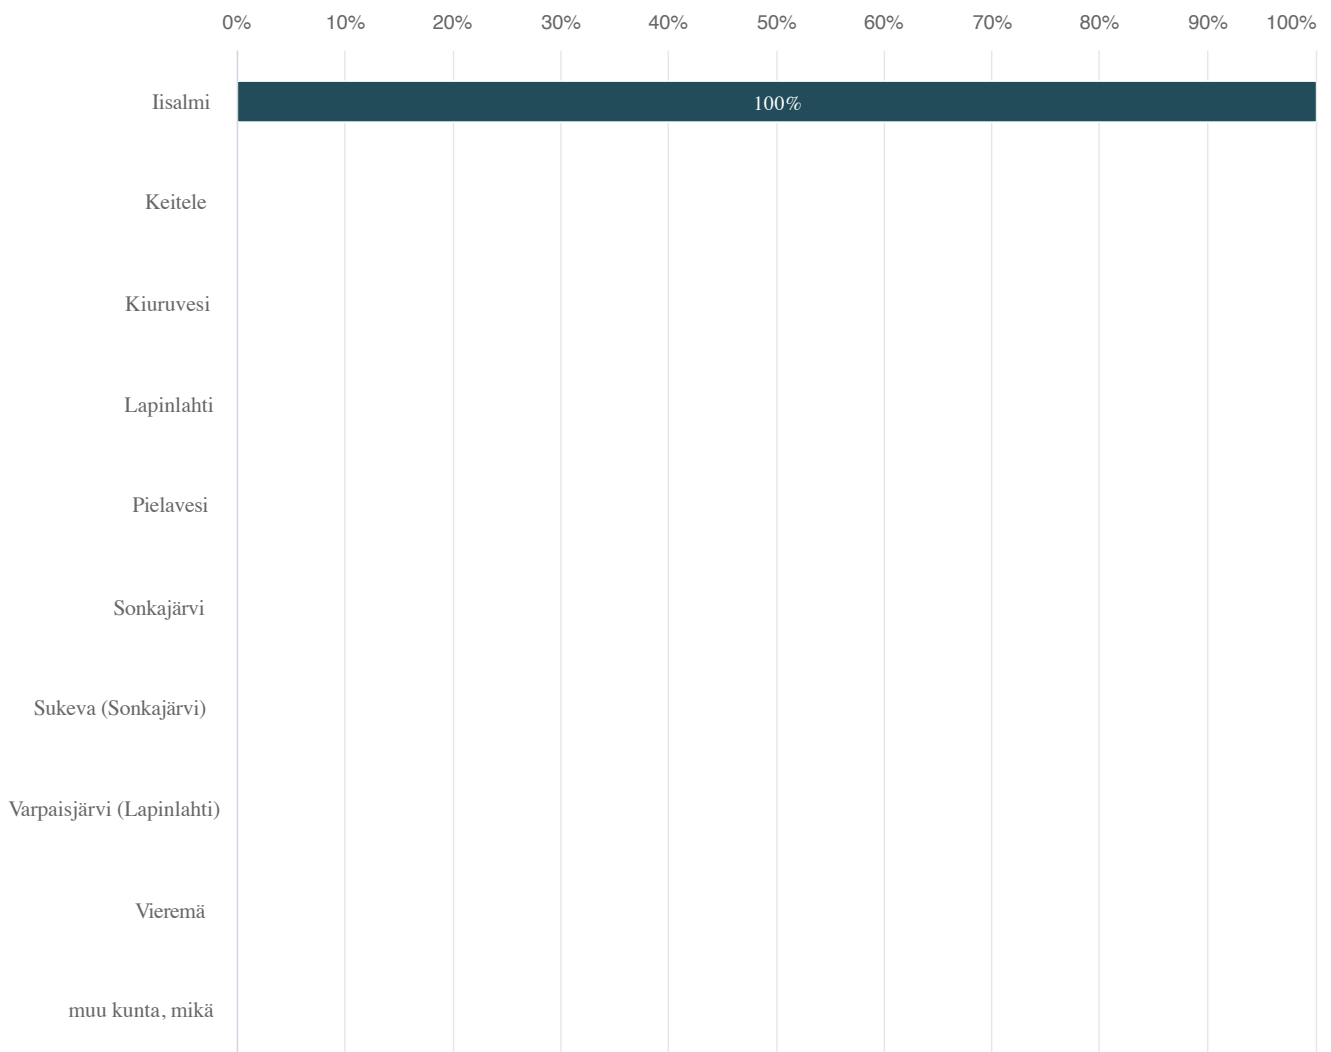 0% 10% 20% 30% 40% 50% 60% 70% 80% 90% 100%
Iisalmi 100%
Keitele
Kiuruvesi
Lapinlahti
Pielavesi
Sonkajärvi
Sukeva (Sonkajärvi)
Varpaisjärvi (Lapinlahti)
Vieremä
muu kunta, mikä